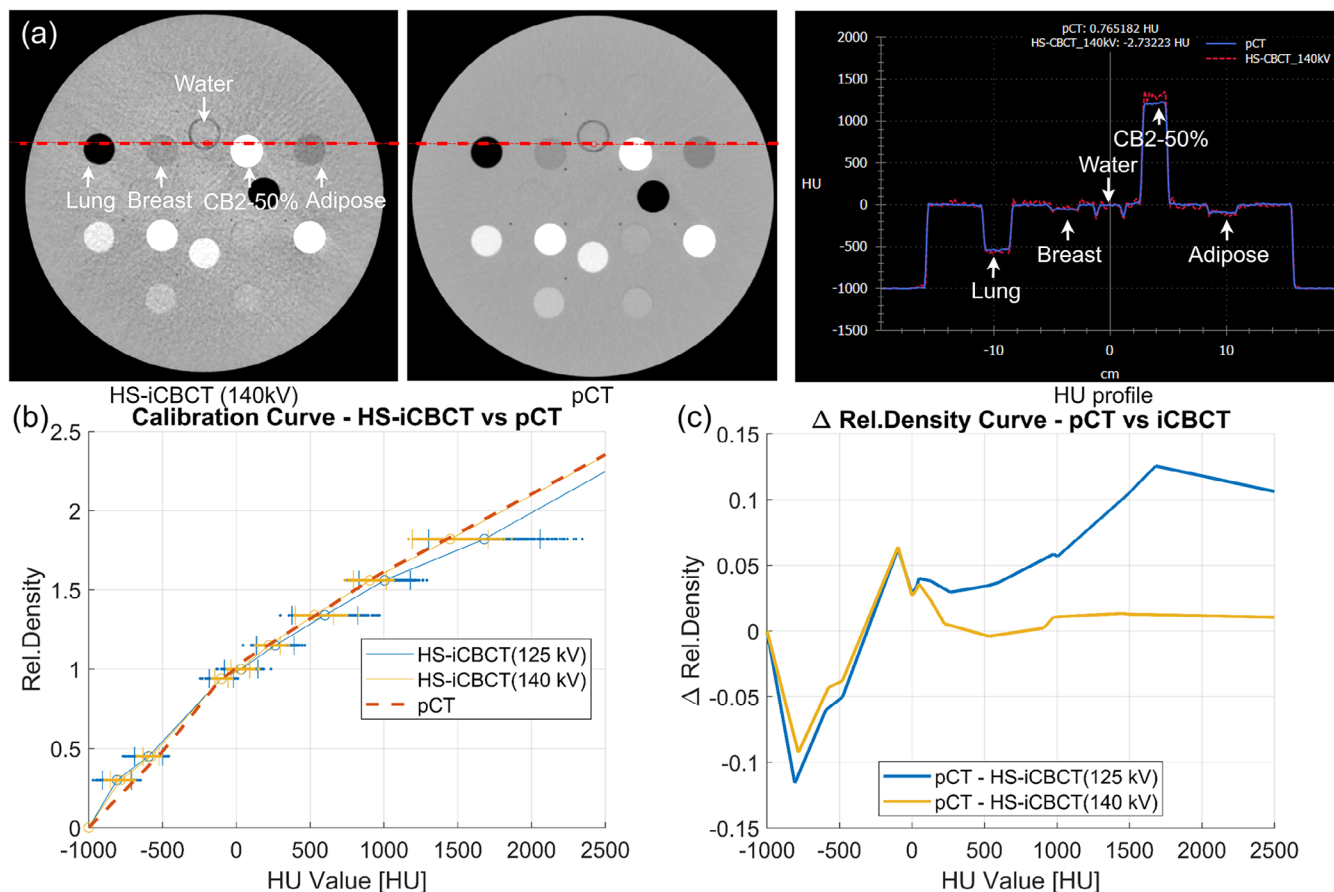 (a)
Water
Lung
Breast
CB2-50%
Adipose
HS-iCBCT (140kV)
pCT
pCT: 0.765182 HU
HS-CBCT_140kV: -2.73223 HU
pCT
HS-CBCT_140kV
2000
1500
1000
500
0
-500
-1000
-1500
HU
CB2-50%
Water
Breast
Adipose
Lung
-10
0
10
cm
HU profile
(b)
Calibration Curve - HS-iCBCT vs pCT
2.5
2
1.5
1
0.5
0
Rel.Density
HS-iCBCT(125 kV)
HS-iCBCT(140 kV)
pCT
-1000
-500
0
500
1000
1500
2000
2500
HU Value [HU]
(c)
Δ Rel.Density Curve - pCT vs iCBCT
0.15
0.1
0.05
0
-0.05
-0.1
-0.15
Δ Rel.Density
pCT - HS-iCBCT(125 kV)
pCT - HS-iCBCT(140 kV)
-1000
-500
0
500
1000
1500
2000
2500
HU Value [HU]